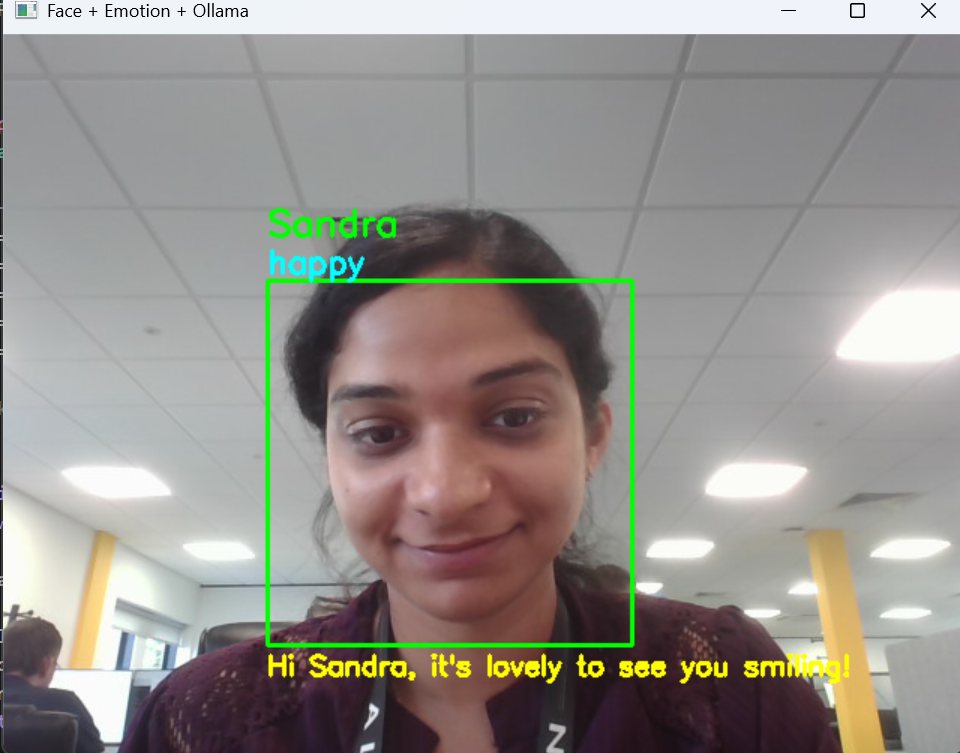 Face + Emotion + Ollama
Sandra
happy
Hi Sandra, it's lovely to see you smiling!